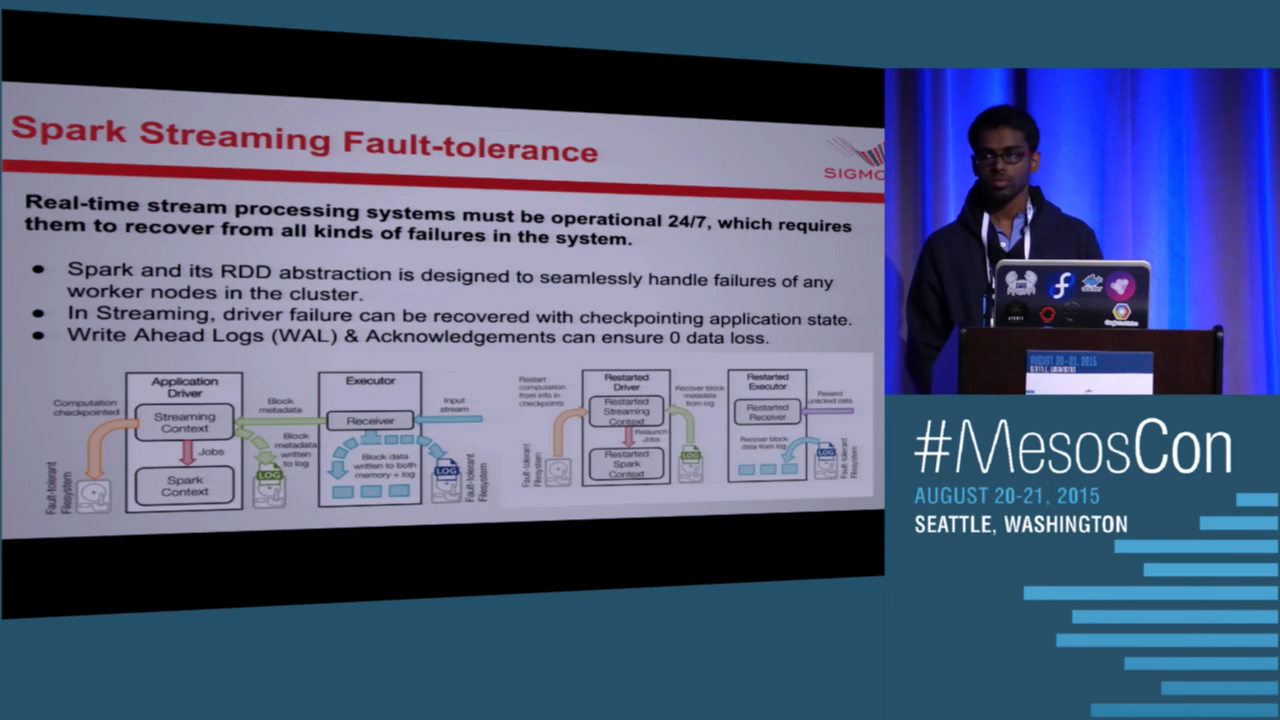 Spark Streaming Fault-tolerance
Real-time stream processing systems must be operational 24/7, which requires
them to recover from all kinds of failures in the system.
● Spark and its RDD abstraction is designed to seamlessly handle failures of any
worker nodes in the cluster.
● In Streaming, driver failure can be recovered with checkpointing application state.
● Write Ahead Logs (WAL) & Acknowledgements can ensure 0 data loss.
Application
Driver
Computation
checkpointed
Streaming
Context
Jobs
Spark
Context
Fault-tolerant
Filesystem
Block
metadata
Block
metadata
written
to log
LOG
Executor
Receiver
Input
stream
Block data
written to both
memory + log
LOG
Fault-tolerant
Filesystem
Restart
computation
from info in
checkpoints
Restarted
Driver
Restarted
Streaming
Context
Relaunch
Jobs
Restarted
Spark
Context
Fault-tolerant
Filesystem
Recover block
metadata
from log
LOG
Restarted
Executor
Restarted
Receiver
Resend
unacked data
Recover block
data from log
LOG
Fault-tolerant
Filesystem
AUGUST 20-21, 2015
#MesosCon
AUGUST 20-21, 2015
SEATTLE, WASHINGTON